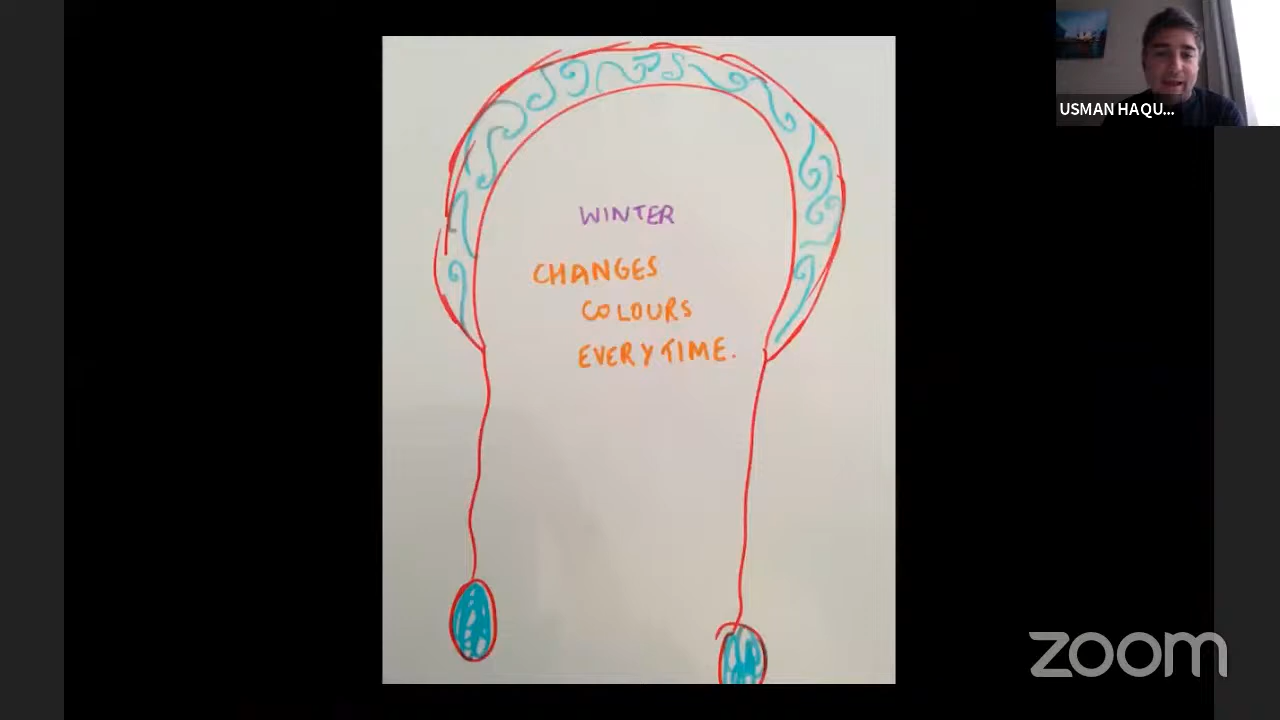 USMAN HAQU...
WINTER
CHANGES
COLOURS
EVERYTIME.
zoom